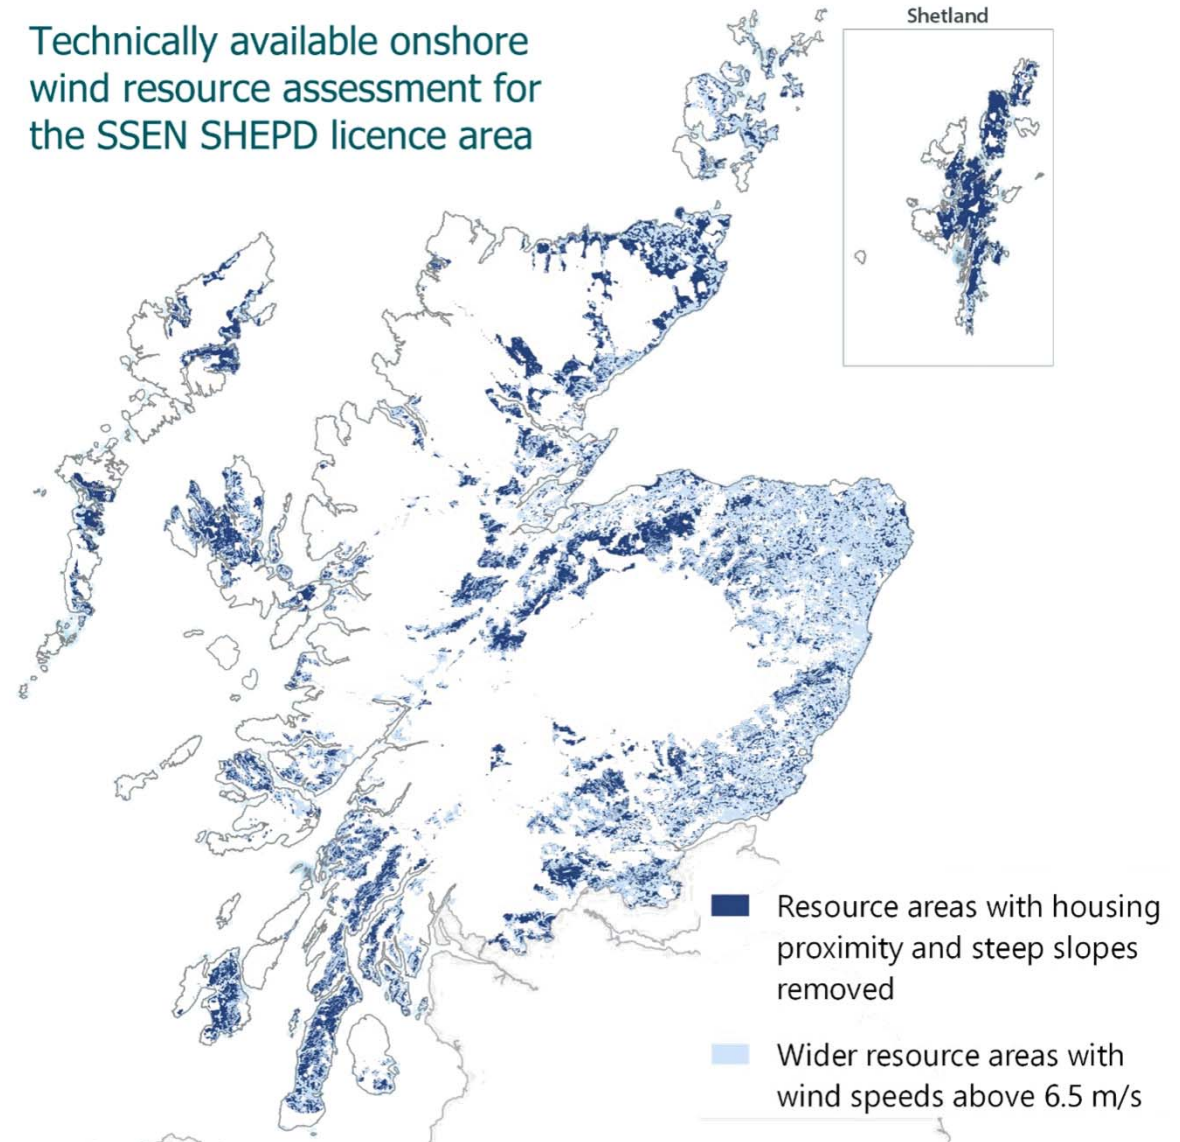 Technically available onshore
wind resource assessment for
the SSEN SHEPD licence area
Shetland
Resource areas with housing
proximity and steep slopes
removed
Wider resource areas with
wind speeds above 6.5 m/s